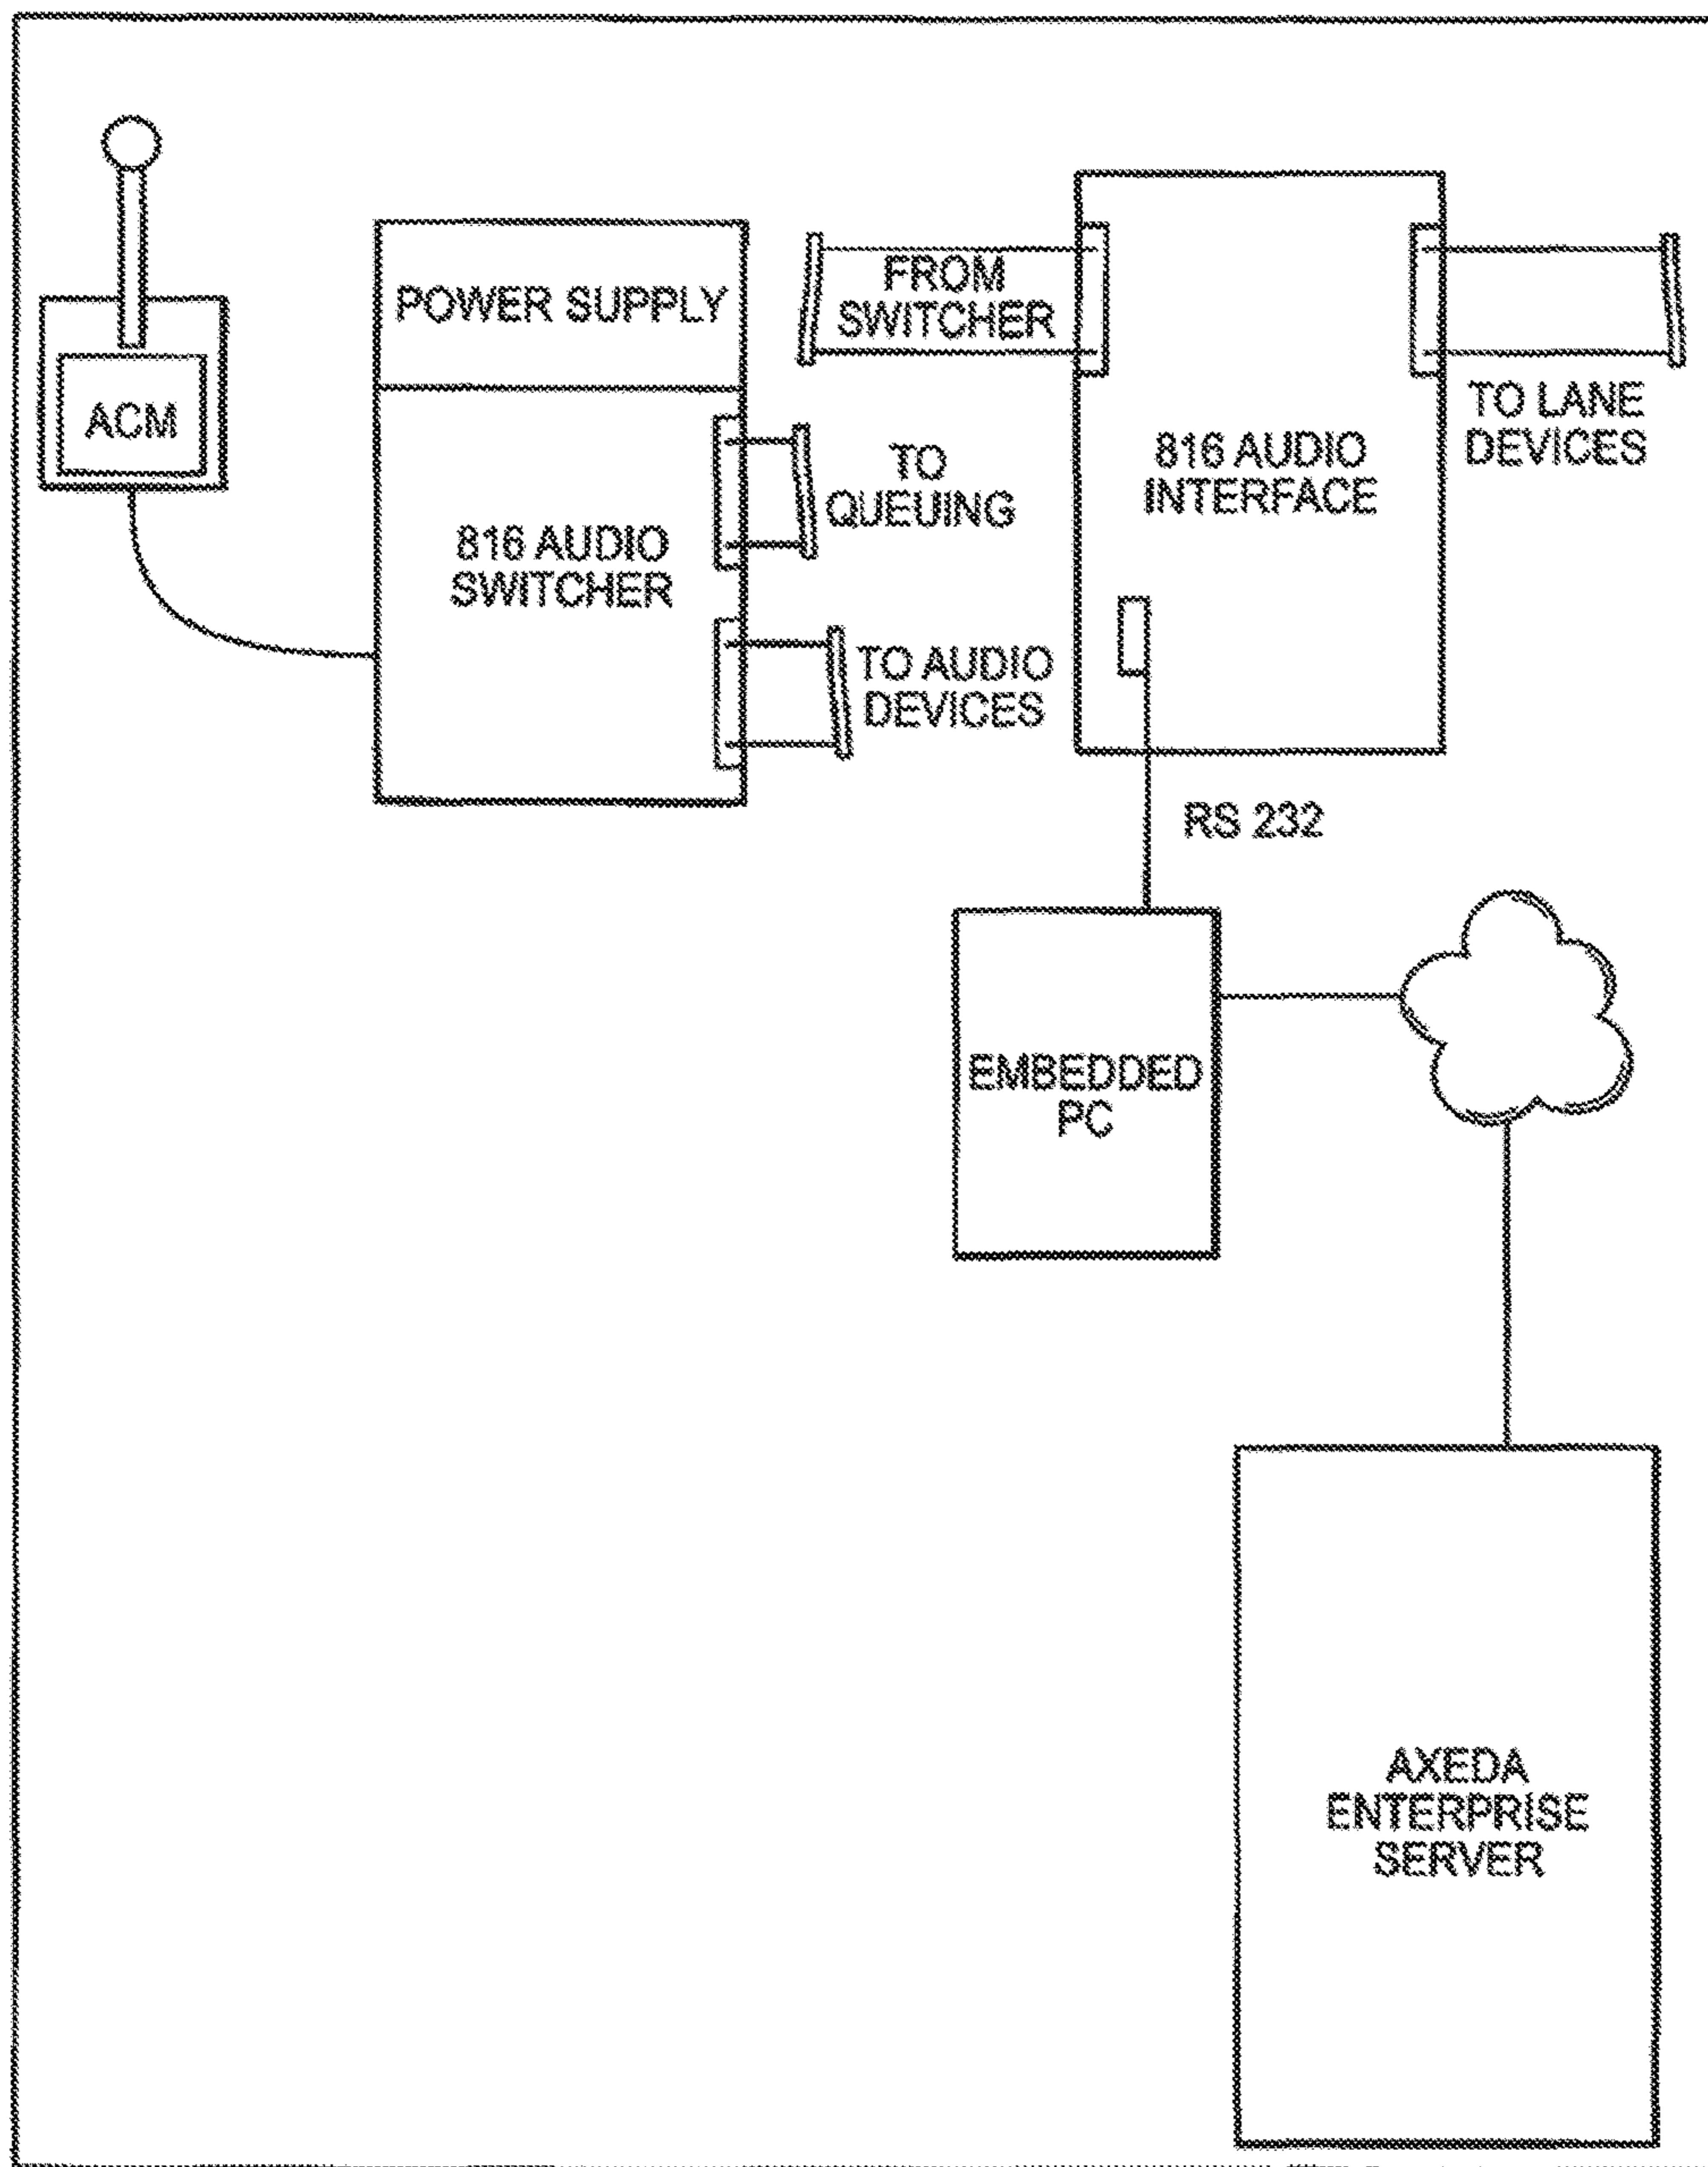 POWER SUPPLY
ACM
816 AUDIO
SWITCHER
TO
QUEUING
TO AUDIO
DEVICES
FROM
SWITCHER
816 AUDIO
INTERFACE
TO LANE
DEVICES
RS 232
EMBEDDED
PC
AXEDA
ENTERPRISE
SERVER